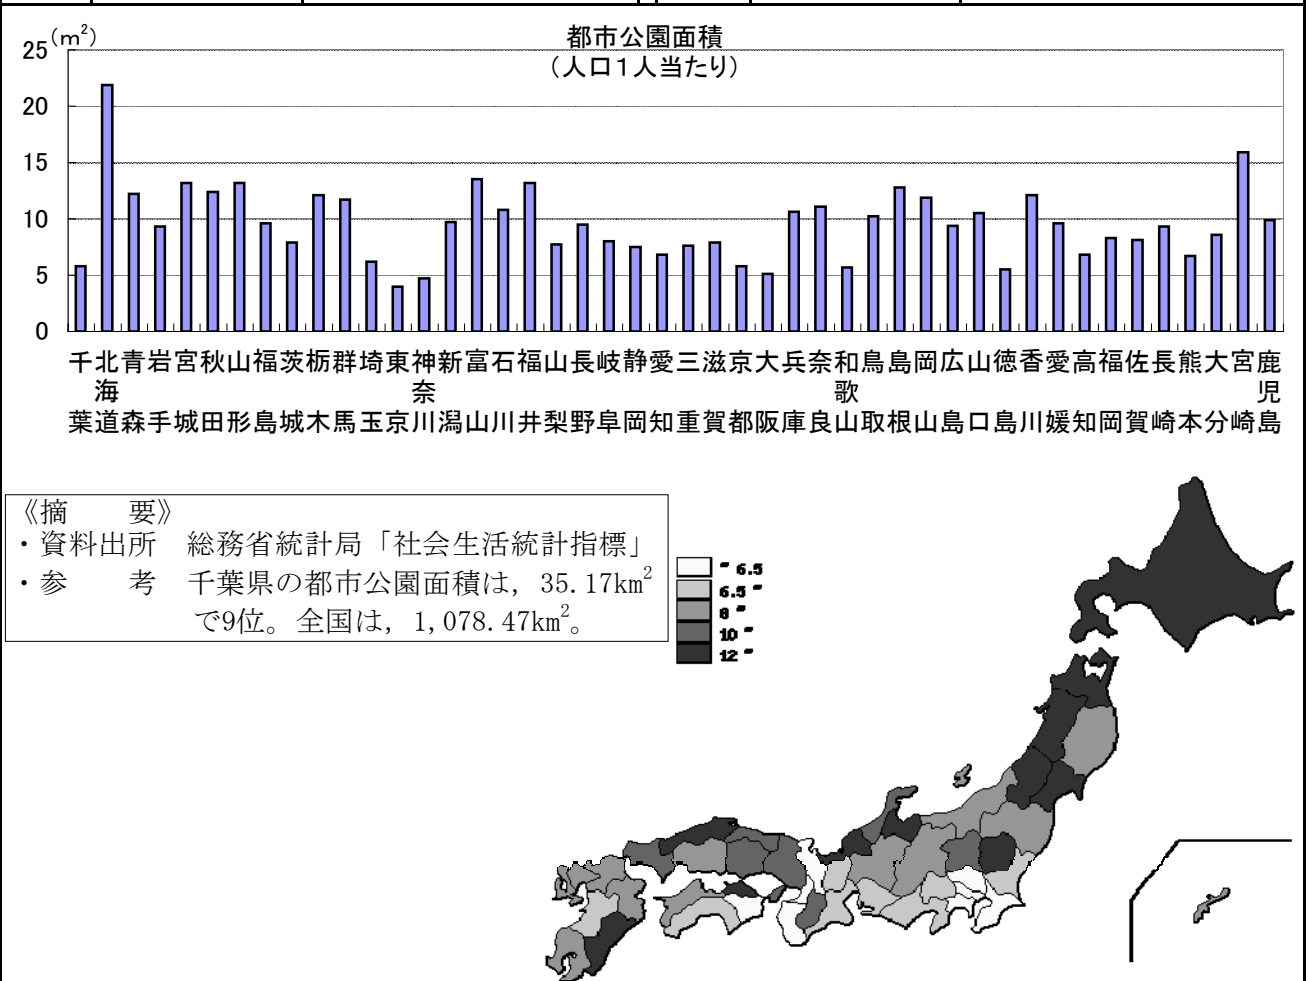 都市公園面積
(人口1人当たり)
(m²)
25
20
15
10
5
0
千葉
北海道
青森
岩手
宮城
秋田
山形
福島
茨城
栃木
群馬
埼玉
東京
神奈川
新潟
富山
石川
福井
山梨
長野
岐阜
静岡
愛知
三重
滋賀
京都
大阪
兵庫
奈良
和歌山
鳥取
島根
岡山
広島
山口
徳島
香川
愛媛
高知
福岡
佐賀
長崎
熊本
大分
宮崎
鹿児島
《摘　　要》
・資料出所　総務省統計局「社会生活統計指標」
・参　　考　千葉県の都市公園面積は，35.17km²
で9位。全国は，1,078.47km²。
~ 6.5
6.5 ~
8 ~
10 ~
12 ~